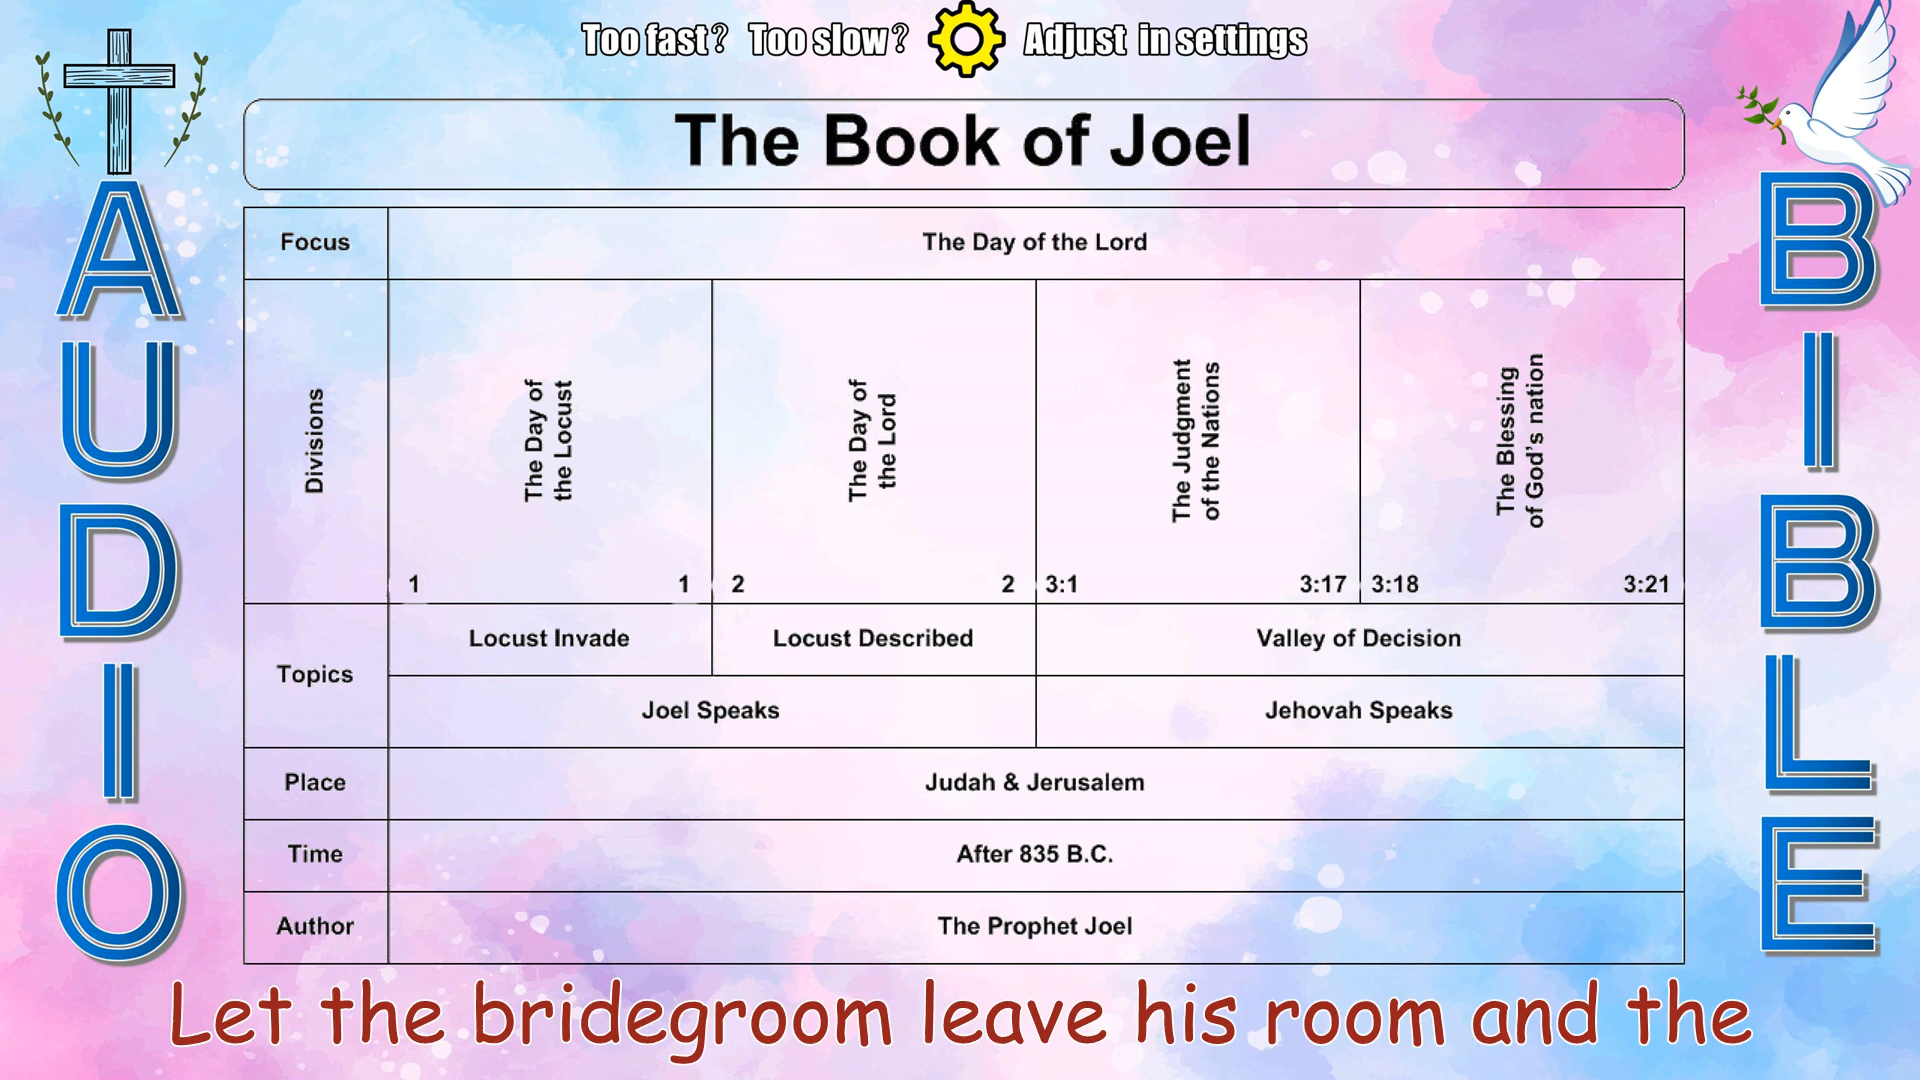 Too fast? Too slow? Adjust in settings
The Book of Joel
AUDIO
BIBLE
Focus
The Day of the Lord
Divisions
The Day of
the Locust
1 1
The Day of
the Lord
2 2
The Judgment
of the Nations
3:1 3:17
The Blessing
of God's nation
3:18 3:21
Topics
Locust Invade
Locust Described
Valley of Decision
Joel Speaks
Jehovah Speaks
Place
Judah & Jerusalem
Time
After 835 B.C.
Author
The Prophet Joel
Let the bridegroom leave his room and the